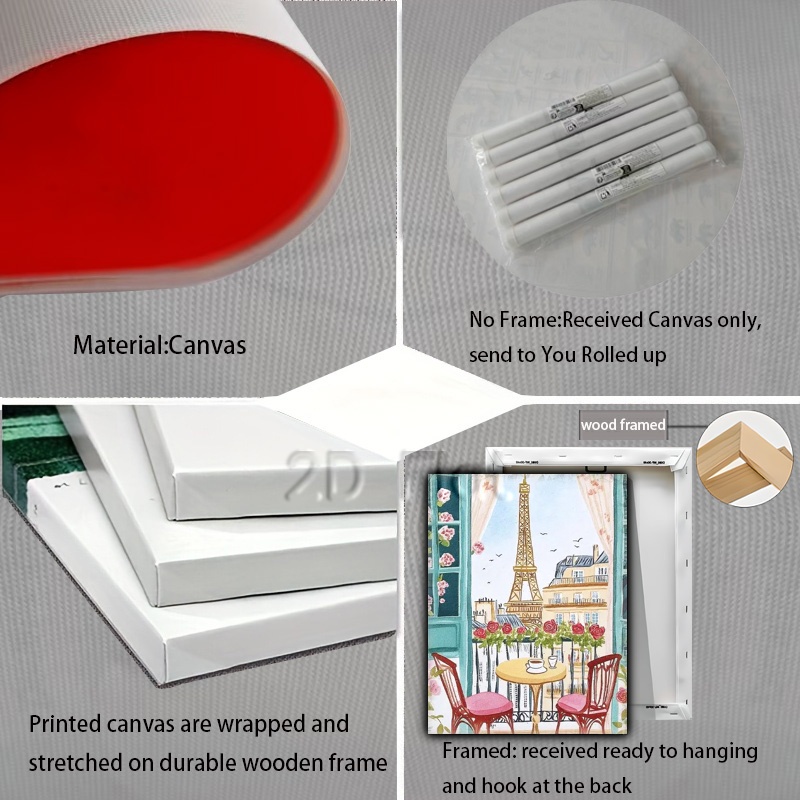 Material:Canvas
No Frame:Received Canvas only,
send to You Rolled up
2D
wood framed
Printed canvas are wrapped and
stretched on durable wooden frame
Framed: received ready to hanging
and hook at the back